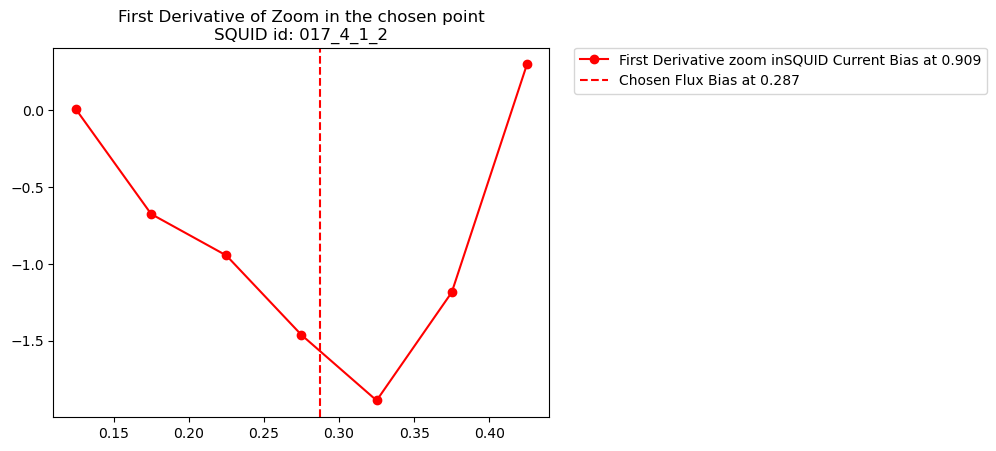 First Derivative of Zoom in the chosen point
SQUID id: 017_4_1_2
First Derivative zoom inSQUID Current Bias at 0.909
Chosen Flux Bias at 0.287
0.0
−0.5
−1.0
−1.5
0.15 0.20 0.25 0.30 0.35 0.40